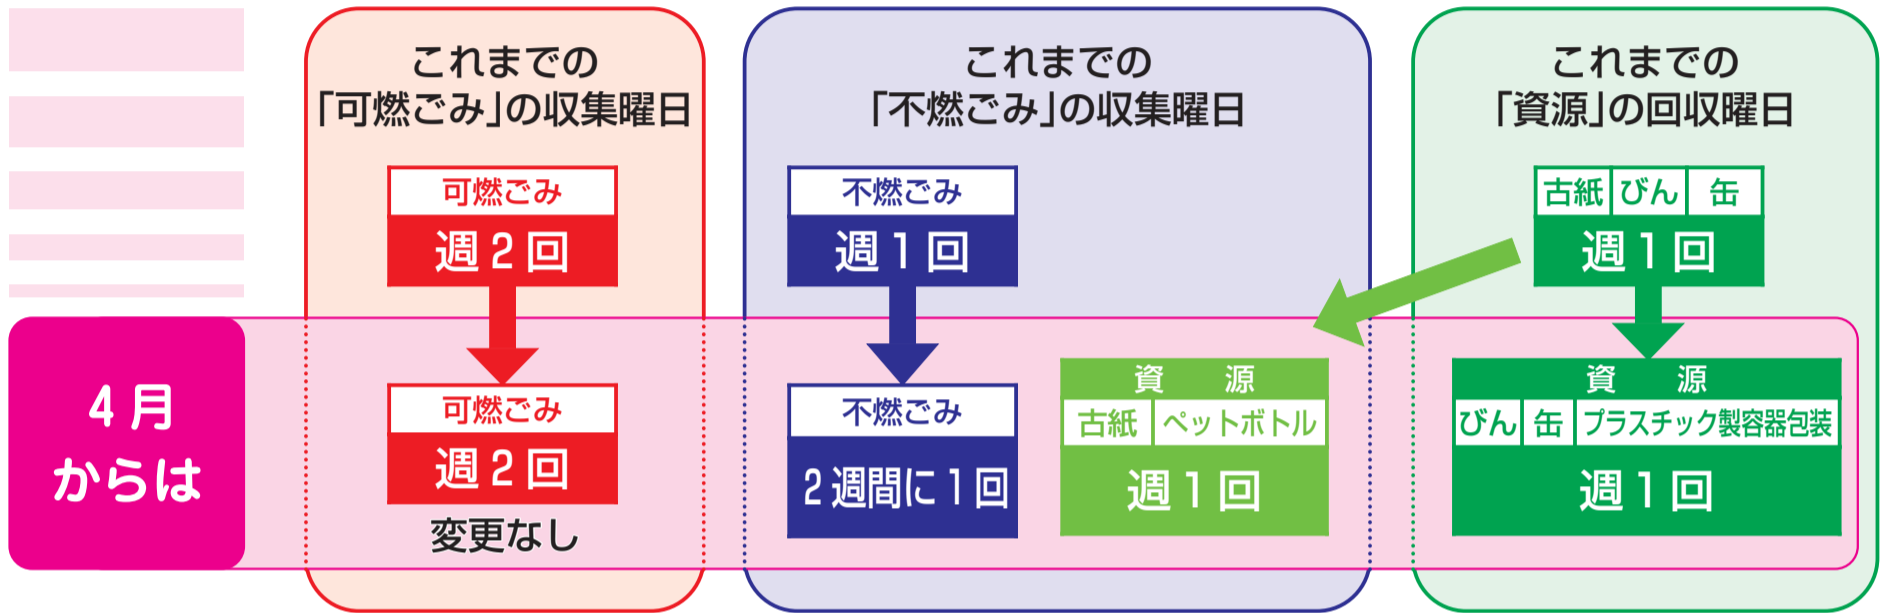 これまでの
「可燃ごみ」の収集曜日
可燃ごみ
週2回
これまでの
「不燃ごみ」の収集曜日
不燃ごみ
週1回
これまでの
「資源」の回収曜日
古紙 びん 缶
週1回
4月
からは
可燃ごみ
週2回
変更なし
不燃ごみ
2週間に1回
資源
古紙 ペットボトル
週1回
資源
びん 缶 プラスチック製容器包装
週1回